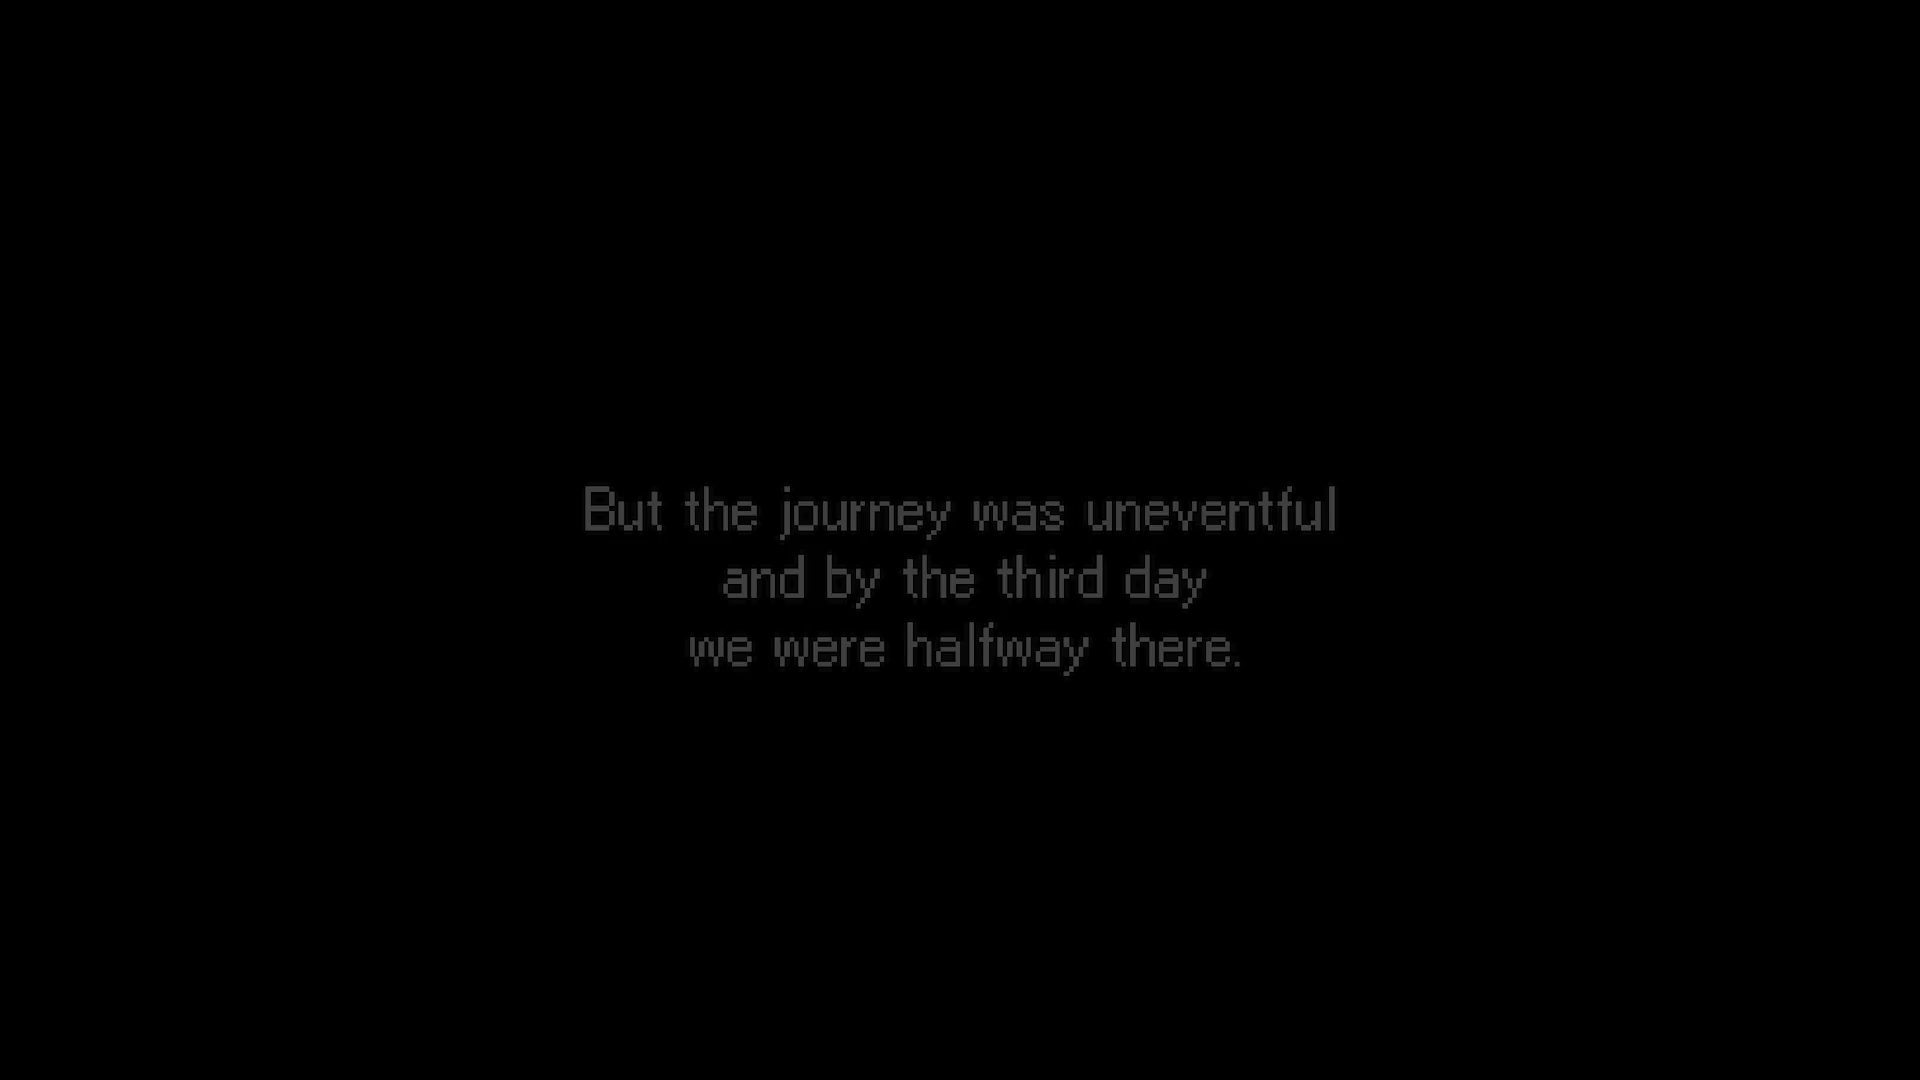 But the journey was uneventful
and by the third day
we were halfway there.